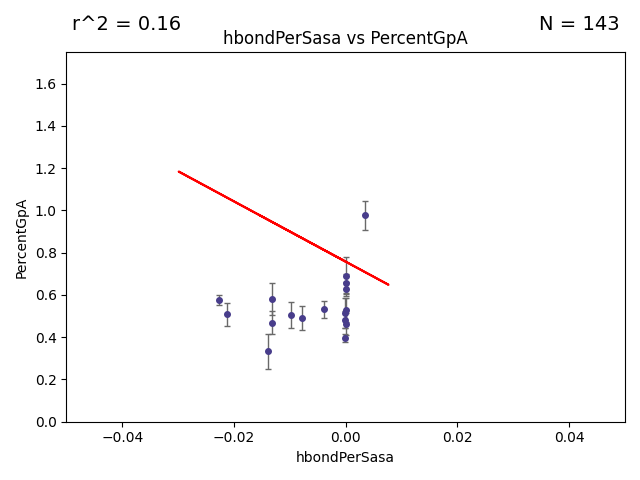 r^2 = 0.16
N = 143
hbondPerSasa vs PercentGpA
1.6
1.4
1.2
1.0
0.8
0.6
0.4
0.2
0.0
PercentGpA
−0.04
−0.02
0.00
0.02
0.04
hbondPerSasa